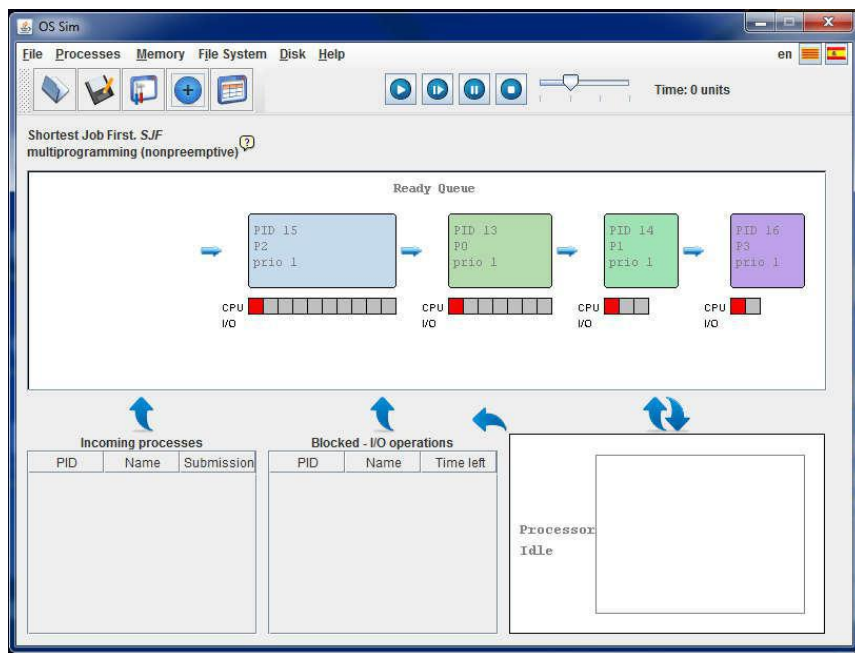 OS Sim
File Processes Memory File System Disk Help en
Time: 0 units
Shortest Job First. SJF
multiprogramming (nonpreemptive)
?
Ready Queue
PID 15
P2
prio 1
PID 13
P0
prio 1
PID 14
P1
prio 1
PID 16
P3
prio 1
CPU
I/O
CPU
I/O
CPU
I/O
CPU
I/O
Incoming processes
PID Name Submission
Blocked - I/O operations
PID Name Time left
Processor
Idle